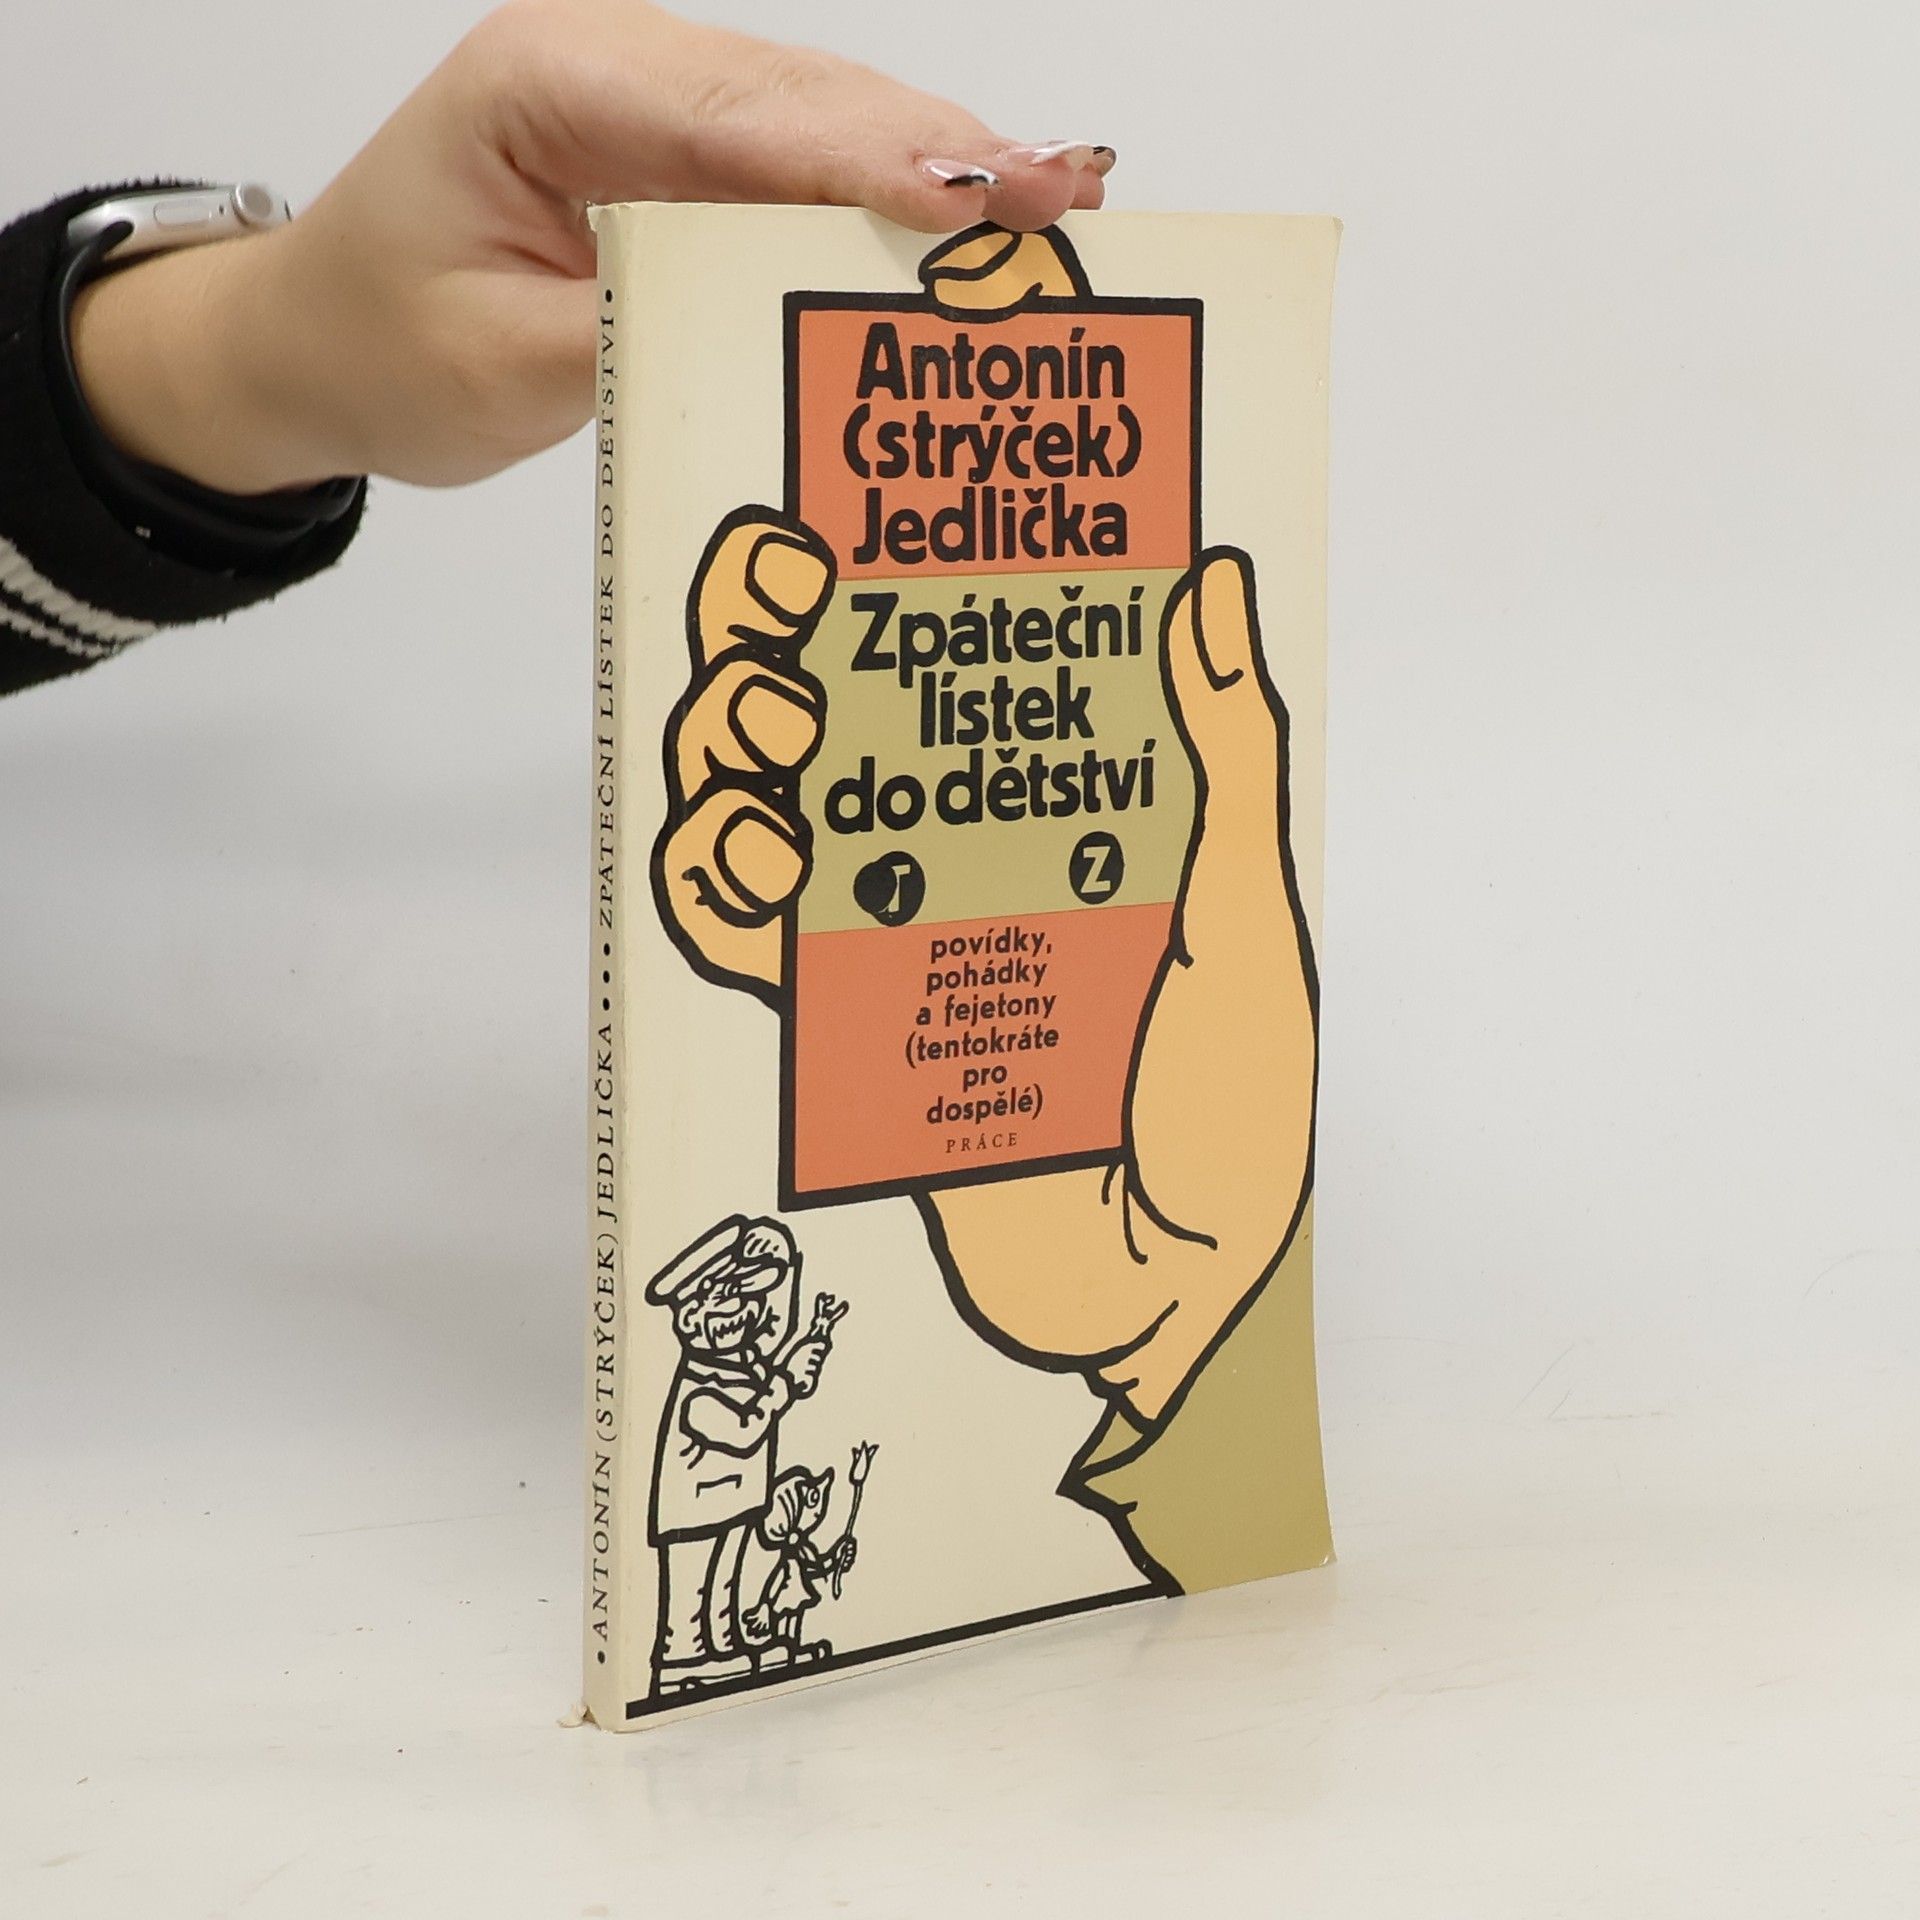 Antonín
(strýček)
Jedlička
Zpáteční
lístek
do dětství
Z
povídky,
pohádky
a fejetony
(tentokráte
pro
dospělé)
PRÁCE
• ANTONÍN (STRÝČEK) JEDLIČKA • • ZPÁTEČNÍ LÍSTEK DO DĚTSTVÍ •